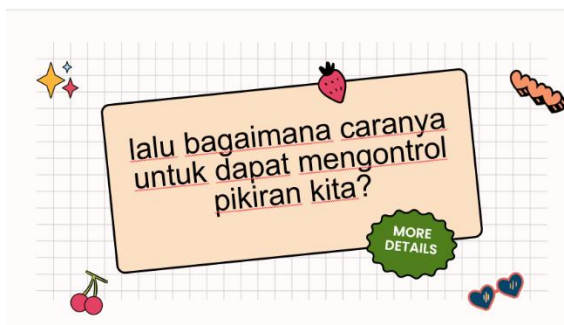 lalu bagaimana caranya
untuk dapat mengontrol
pikiran kita?
MORE
DETAILS